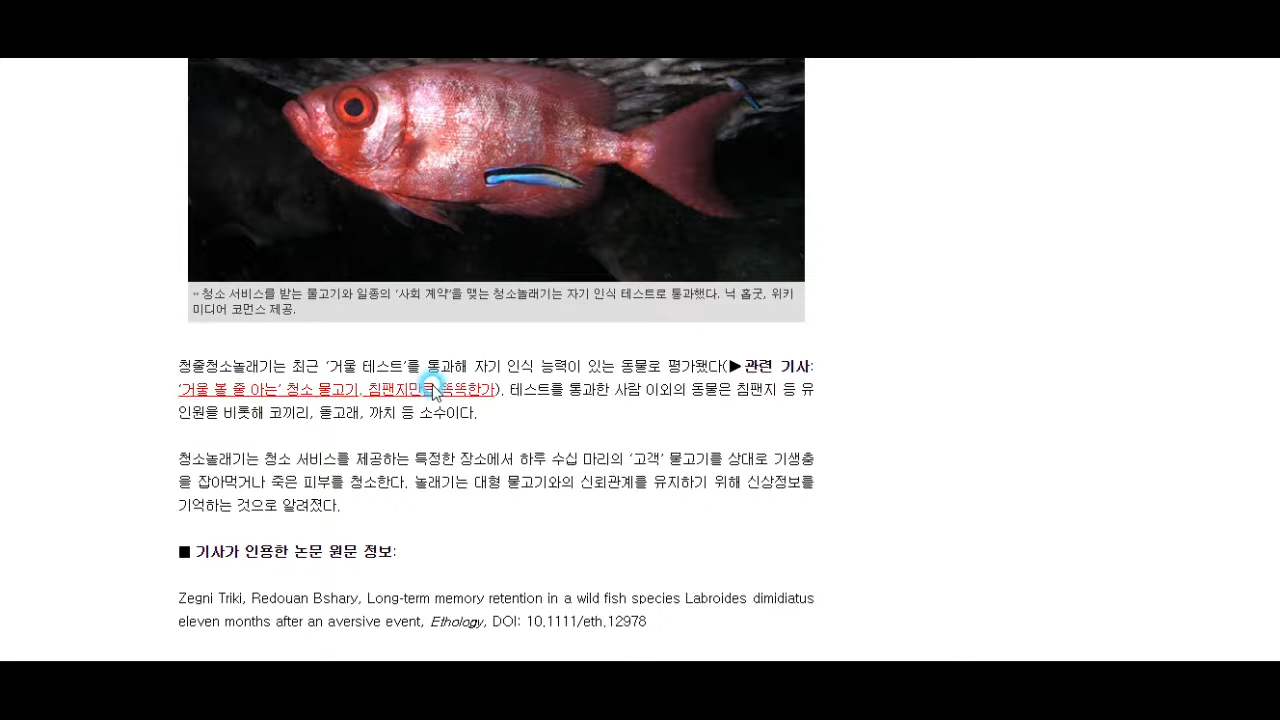 ↔ 청소 서비스를 받는 물고기와 일종의 ‘사회 계약’을 맺는 청소놀래기는 자기 인식 테스트로 통과했다. 닉 홉굿, 위키
미디어 코먼스 제공.
청줄청소놀래기는 최근 ‘거울 테스트’를 통과해 자기 인식 능력이 있는 동물로 평가됐다(▶관련 기사:
‘거울 볼 줄 아는’ 청소 물고기, 침팬지만큼 똑똑한가). 테스트를 통과한 사람 이외의 동물은 침팬지 등 유
인원을 비롯해 코끼리, 돌고래, 까치 등 소수이다.
청소놀래기는 청소 서비스를 제공하는 특정한 장소에서 하루 수십 마리의 ‘고객’ 물고기를 상대로 기생충
을 잡아먹거나 죽은 피부를 청소한다. 놀래기는 대형 물고기와의 신뢰관계를 유지하기 위해 신상정보를
기억하는 것으로 알려졌다.
■ 기사가 인용한 논문 원문 정보:
Zegni Triki, Redouan Bshary, Long-term memory retention in a wild fish species Labroides dimidiatus
eleven months after an aversive event, Ethology, DOI: 10.1111/eth.12978